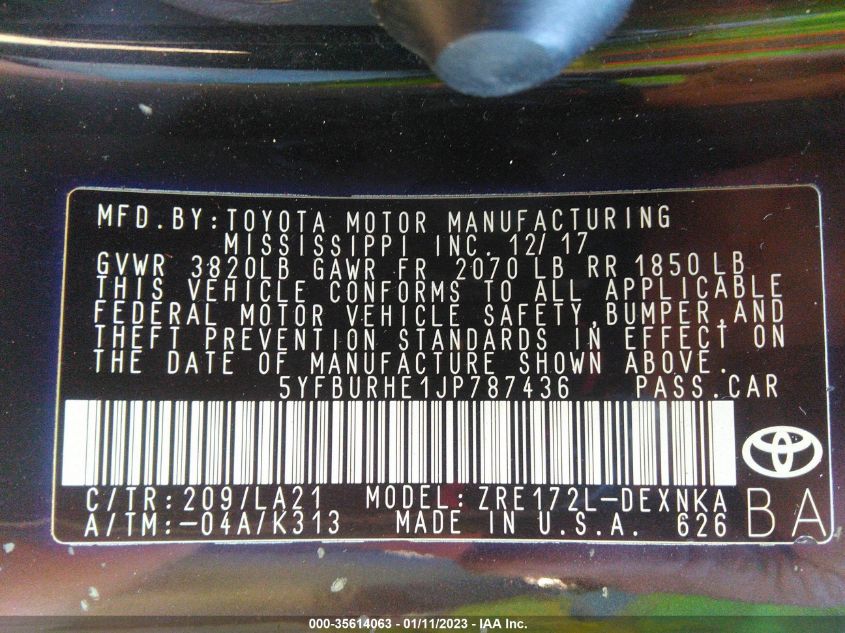 MFD.BY:TOYOTA MOTOR MANUFACTURING
MISSISSIPPI INC. 12/17
GVWR 3820LB GAWR FR 2070 LB RR 1850 LB
THIS VEHICLE CONFORMS TO ALL APPLICABLE
FEDERAL MOTOR VEHICLE SAFETY,BUMPER,AND
THEFT PREVENTION STANDARDS IN EFFECT ON
THE DATE OF MANUFACTURE SHOWN ABOVE.
5YFBURHE1JP787436 PASS.CAR
C/TR:209/LA21 MODEL:ZRE172L-DEXNKA
A/TM:-04A/K313 MADE IN U.S.A. 626 BA
000-35614063 - 01/11/2023 - IAA Inc.